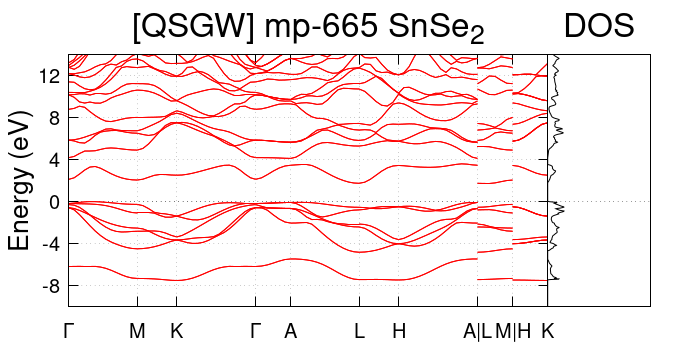 [QSGW] mp-665 SnSe₂ DOS
Energy (eV)
12
8
4
0
-4
-8
Γ M K Γ A L H A|L M|H K